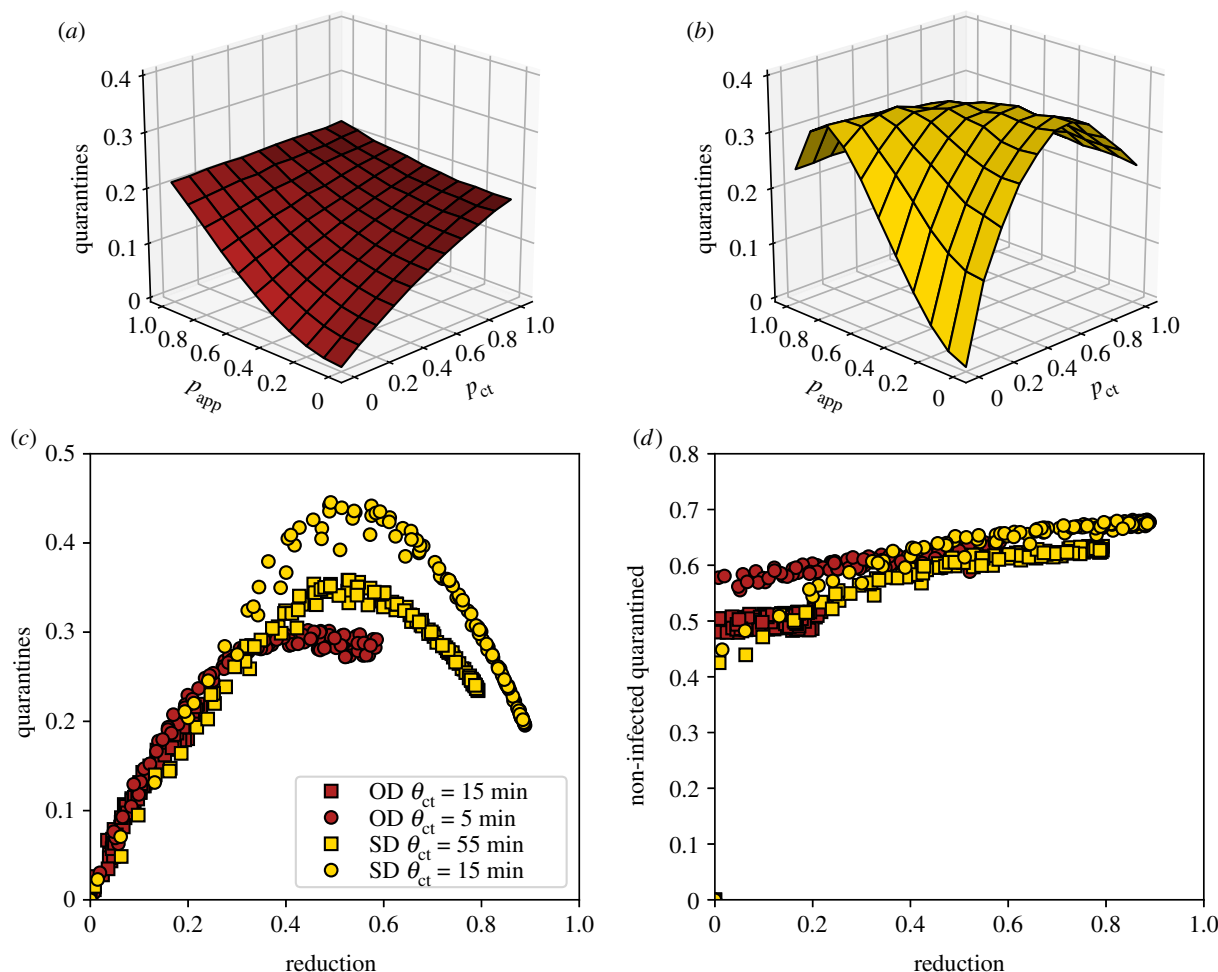 (a)
0.4
0.3
0.2
0.1
0
quarantines
1.0 0.8 0.6 0.4 0.2 0
p_app
0 0.2 0.4 0.6 0.8 1.0
p_ct
(b)
0.4
0.3
0.2
0.1
0
quarantines
1.0 0.8 0.6 0.4 0.2 0
p_app
0 0.2 0.4 0.6 0.8 1.0
p_ct
(c)
0.5
0.4
0.3
0.2
0.1
0
quarantines
OD θ_ct = 15 min
OD θ_ct = 5 min
SD θ_ct = 55 min
SD θ_ct = 15 min
0 0.2 0.4 0.6 0.8 1.0
reduction
(d)
0.8
0.7
0.6
0.5
0.4
0.3
0.2
0.1
0
non-infected quarantined
0 0.2 0.4 0.6 0.8 1.0
reduction